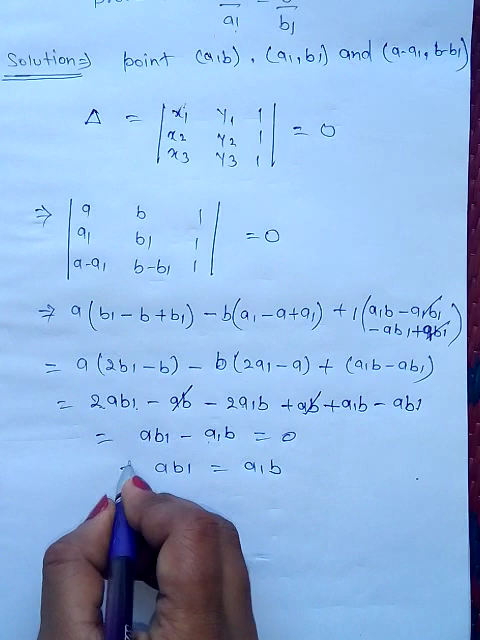 a/a₁ = b/b₁
Solution⇒ point (a,b), (a₁,b₁) and (a-a₁, b-b₁)
Δ = | x₁ y₁ 1 |
| x₂ y₂ 1 | = 0
| x₃ y₃ 1 |
⇒ | a b 1 |
| a₁ b₁ 1 | = 0
| a-a₁ b-b₁ 1 |
⇒ a(b₁ - b + b₁) - b(a₁ - a + a₁) + 1(a₁b - a₁b₁
- ab₁ + a₁b₁)
= a(2b₁ - b) - b(2a₁ - a) + (a₁b - ab₁)
= 2ab₁ - ab - 2a₁b + ab + a₁b - ab₁
= ab₁ - a₁b = 0
ab₁ = a₁b